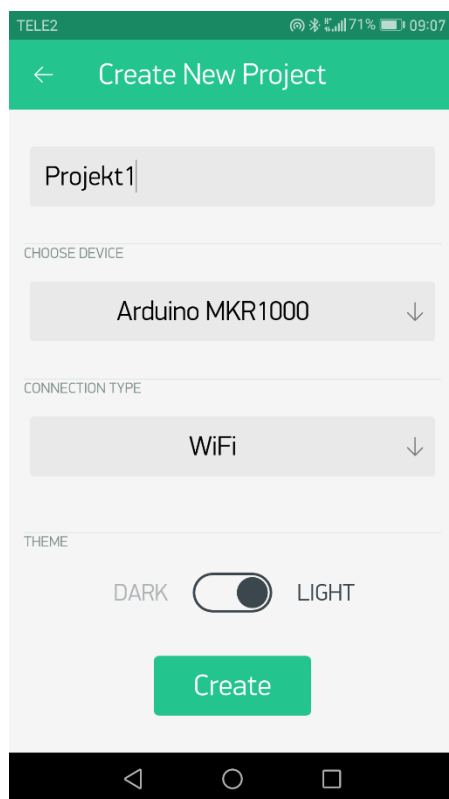 TELE2 71% 09:07
Create New Project
Projekt1
CHOOSE DEVICE
Arduino MKR1000
CONNECTION TYPE
WiFi
THEME
DARK LIGHT
Create